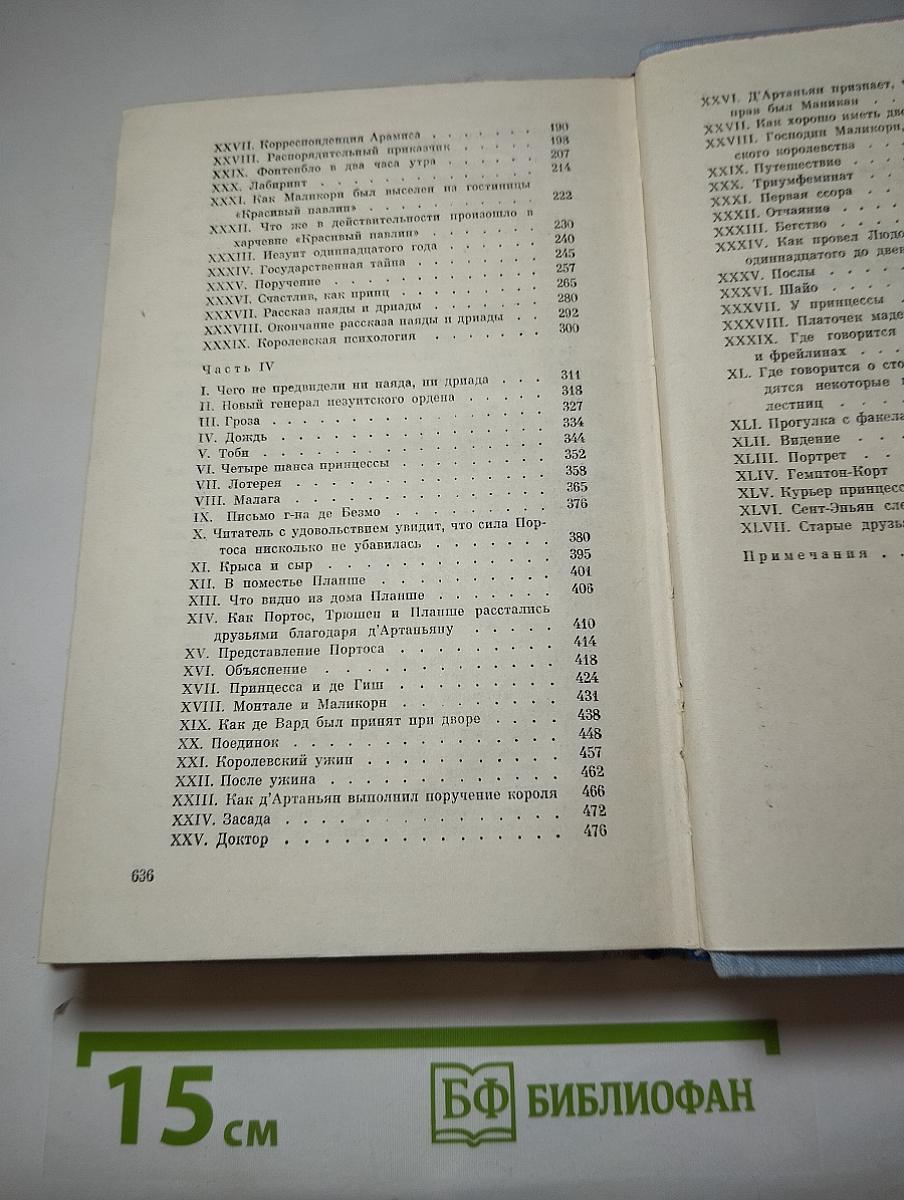 XXVII. Корреспонденция Арамиса . . . . . . . 190
XXVIII. Распорядительный приказчик . . . . . 198
XXIX. Фонтенбло в два часа утра . . . . . . 207
XXX. Лабиринт . . . . . . . . . . . . 214
XXXI. Как Маликорн был выселен из гостиницы
«Красивый павлин» . . . . . . . . . . 222
XXXII. Что же в действительности произошло в
харчевне «Красивый павлин» . . . . . . 230
XXXIII. Иезуит одиннадцатого года . . . . . 240
XXXIV. Государственная тайна . . . . . . . 245
XXXV. Поручение . . . . . . . . . . . 257
XXXVI. Счастлив, как принц . . . . . . . . 265
XXXVII. Рассказ наяды и дриады . . . . . . 280
XXXVIII. Окончание рассказа наяды и дриады . . 292
XXXIX. Королевская психология . . . . . . 300
Часть IV
I. Чего не предвидели ни наяда, ни дриада . . . 311
II. Новый генерал иезуитского ордена . . . . . 318
III. Гроза . . . . . . . . . . . . . . 327
IV. Дождь . . . . . . . . . . . . . . 334
V. Тоби . . . . . . . . . . . . . . . 344
VI. Четыре шанса принцессы . . . . . . . . 352
VII. Лотерея . . . . . . . . . . . . . 358
VIII. Малага . . . . . . . . . . . . . 365
IX. Письмо г-на де Безмо . . . . . . . . . 376
X. Читатель с удовольствием увидит, что сила Пор-
тоса нисколько не убавилась . . . . . . . 380
XI. Крыса и сыр . . . . . . . . . . . . 395
XII. В поместье Планше . . . . . . . . . . 401
XIII. Что видно из дома Планше . . . . . . . 406
XIV. Как Портос, Трюшен и Планше расстались
друзьями благодаря д'Артаньяну . . . . . 410
XV. Представление Портоса . . . . . . . . . 414
XVI. Объяснение . . . . . . . . . . . . 418
XVII. Принцесса и де Гиш . . . . . . . . . 424
XVIII. Монтале и Маликорн . . . . . . . . . 431
XIX. Как де Вард был принят при дворе . . . . 438
XX. Поединок . . . . . . . . . . . . . 448
XXI. Королевский ужин . . . . . . . . . . 457
XXII. После ужина . . . . . . . . . . . . 462
XXIII. Как д'Артаньян выполнил поручение короля 466
XXIV. Засада . . . . . . . . . . . . . . 472
XXV. Доктор . . . . . . . . . . . . . . 476
636
XXVI. Д'Артаньян признает,
прав был Маникан . .
XXVII. Как хорошо иметь две
XXVIII. Господин Маликорн,
ского королевства . . .
XXIX. Путешествие . . .
XXX. Триумфеминат . . .
XXXI. Первая ссора . . .
XXXII. Отчаяние . . . .
XXXIII. Бегство . . . .
XXXIV. Как провел Людо
одиннадцатого до двен
XXXV. Послы . . . . .
XXXVI. Шайо . . . . .
XXXVII. У принцессы . .
XXXVIII. Платочек маде
XXXIX. Где говорится
и фрейлинах . . . .
XL. Где говорится о сто
дятся некоторые
лестниц . . . . .
XLI. Прогулка с факела
XLII. Видение . . . .
XLIII. Портрет . . . .
XLIV. Гемптон-Корт
XLV. Курьер принцесс
XLVI. Сент-Эньян сле
XLVII. Старые друзья
Примечания . .
15 см
БФ БИБЛИОФАН